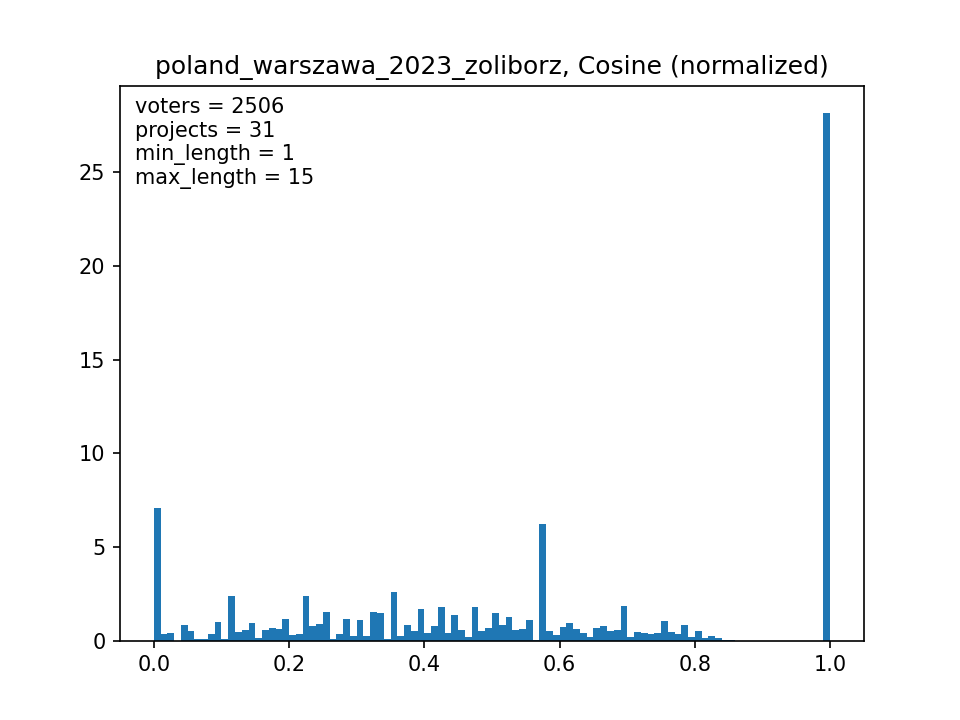 poland_warszawa_2023_zoliborz, Cosine (normalized)
voters = 2506
projects = 31
min_length = 1
max_length = 15
25
20
15
10
5
0
0.0 0.2 0.4 0.6 0.8 1.0